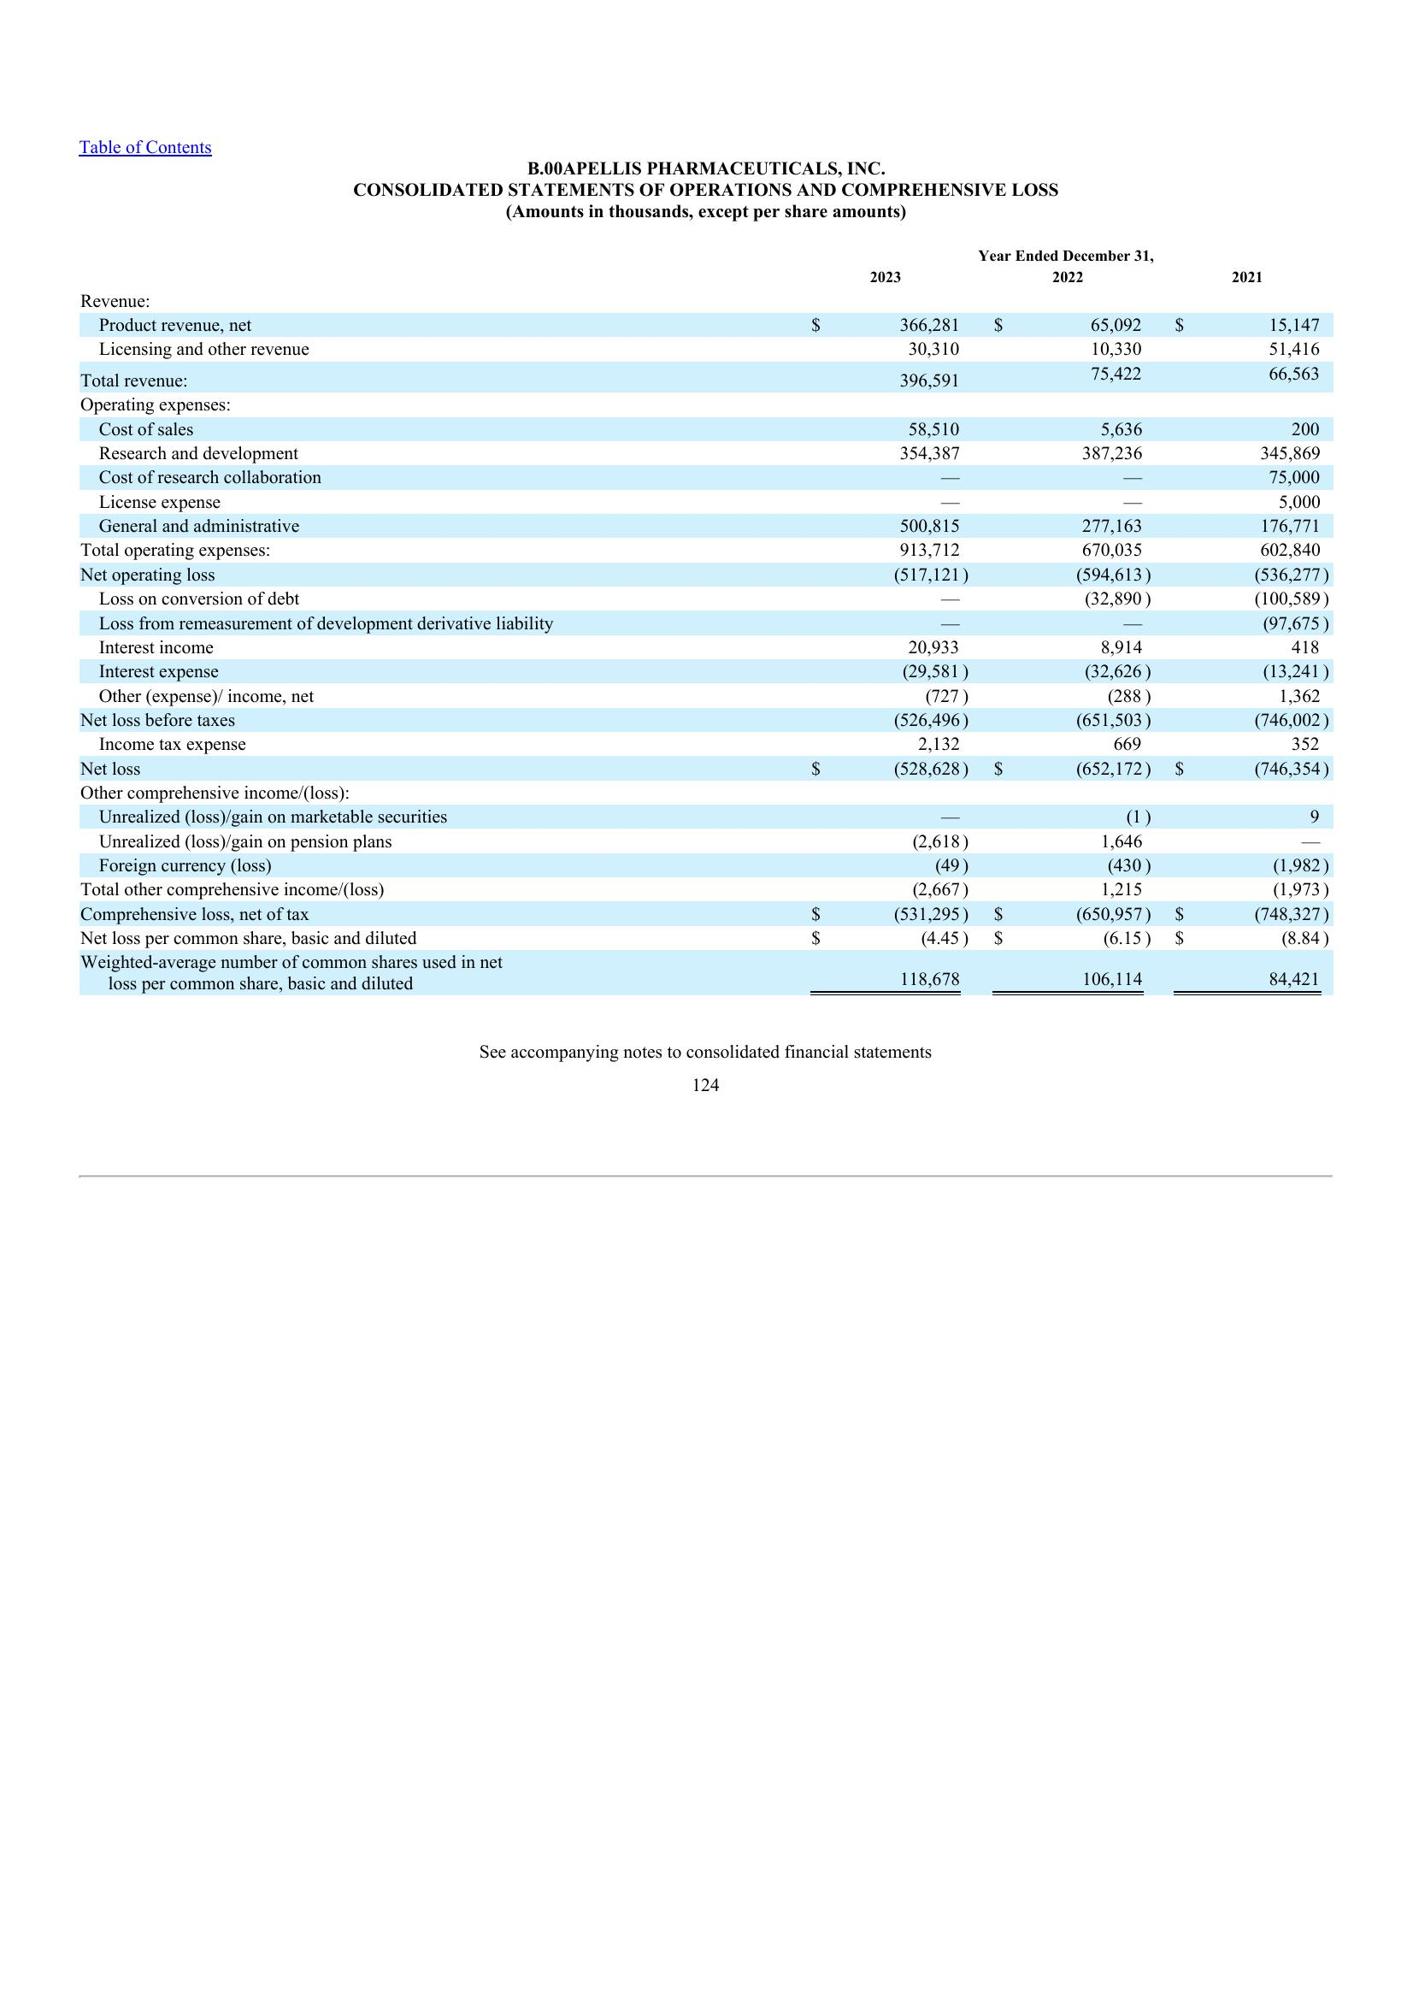 Table of Contents
B.00APELLIS PHARMACEUTICALS, INC.
CONSOLIDATED STATEMENTS OF OPERATIONS AND COMPREHENSIVE LOSS
(Amounts in thousands, except per share amounts)
Year Ended December 31,
2023 2022 2021
Revenue:
Product revenue, net $ 366,281 $ 65,092 $ 15,147
Licensing and other revenue 30,310 10,330 51,416
Total revenue: 396,591 75,422 66,563
Operating expenses:
Cost of sales 58,510 5,636 200
Research and development 354,387 387,236 345,869
Cost of research collaboration — — 75,000
License expense — — 5,000
General and administrative 500,815 277,163 176,771
Total operating expenses: 913,712 670,035 602,840
Net operating loss (517,121 ) (594,613 ) (536,277 )
Loss on conversion of debt — (32,890 ) (100,589 )
Loss from remeasurement of development derivative liability — — (97,675 )
Interest income 20,933 8,914 418
Interest expense (29,581 ) (32,626 ) (13,241 )
Other (expense)/ income, net (727 ) (288 ) 1,362
Net loss before taxes (526,496 ) (651,503 ) (746,002 )
Income tax expense 2,132 669 352
Net loss $ (528,628 ) $ (652,172 ) $ (746,354 )
Other comprehensive income/(loss):
Unrealized (loss)/gain on marketable securities — (1 ) 9
Unrealized (loss)/gain on pension plans (2,618 ) 1,646 —
Foreign currency (loss) (49 ) (430 ) (1,982 )
Total other comprehensive income/(loss) (2,667 ) 1,215 (1,973 )
Comprehensive loss, net of tax $ (531,295 ) $ (650,957 ) $ (748,327 )
Net loss per common share, basic and diluted $ (4.45 ) $ (6.15 ) $ (8.84 )
Weighted-average number of common shares used in net
loss per common share, basic and diluted 118,678 106,114 84,421
See accompanying notes to consolidated financial statements
124